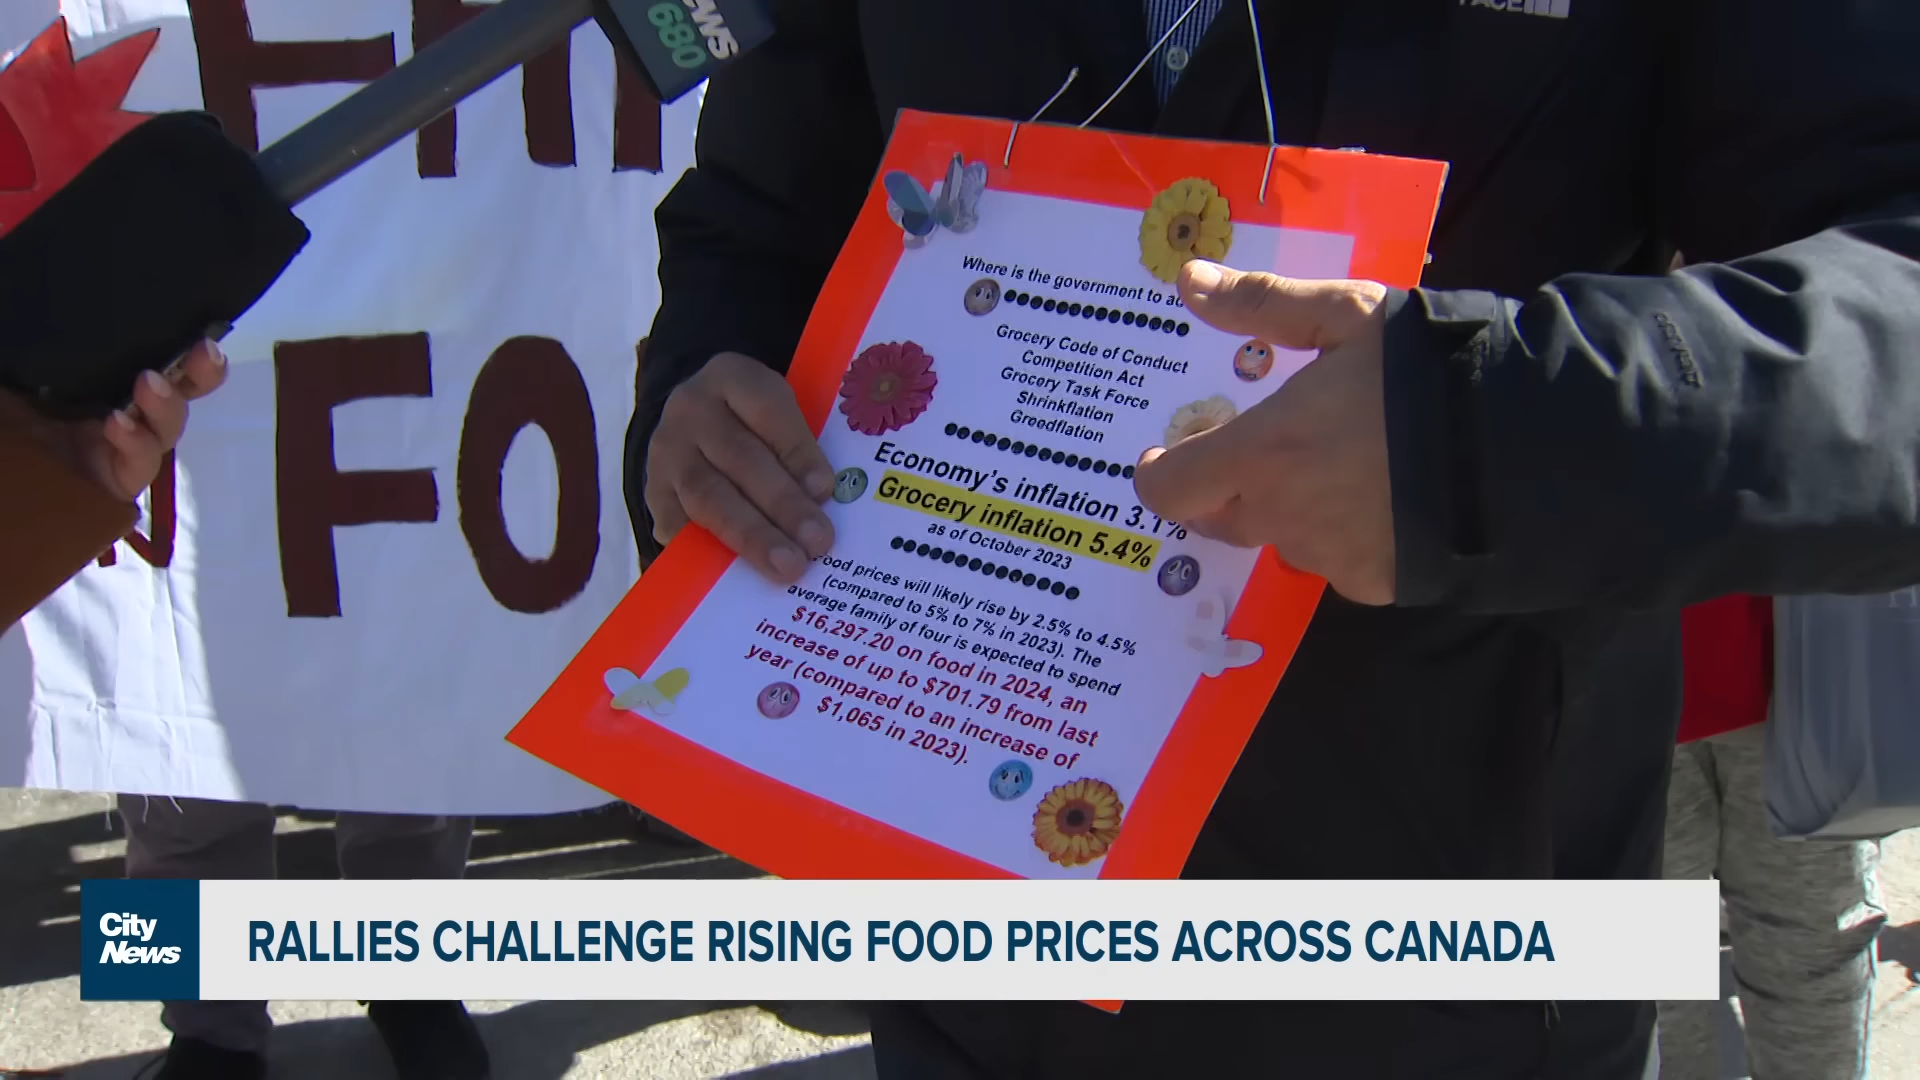 NEWS
680
FACE
FO
Where is the government to
Grocery Code of Conduct
Competition Act
Grocery Task Force
Shrinkflation
Greedflation
Economy's inflation 3.1%
Grocery inflation 5.4%
as of October 2023
Food prices will likely rise by 2.5% to 4.5%
(compared to 5% to 7% in 2023). The
average family of four is expected to spend
$16,297.20 on food in 2024, an
increase of up to $701.79 from last
year (compared to an increase of
$1,065 in 2023).
City
News
RALLIES CHALLENGE RISING FOOD PRICES ACROSS CANADA